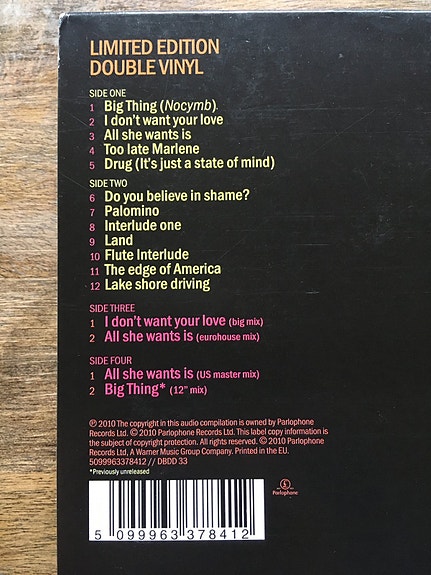 LIMITED EDITION
DOUBLE VINYL
SIDE ONE
1 Big Thing (Nocymb)
2 I don't want your love
3 All she wants is
4 Too late Marlene
5 Drug (It's just a state of mind)
SIDE TWO
6 Do you believe in shame?
7 Palomino
8 Interlude one
9 Land
10 Flute Interlude
11 The edge of America
12 Lake shore driving
SIDE THREE
1 I don't want your love (big mix)
2 All she wants is (eurohouse mix)
SIDE FOUR
1 All she wants is (US master mix)
2 Big Thing* (12" mix)
℗ 2010 The copyright in this audio compilation is owned by Parlophone
Records Ltd. © 2010 Parlophone Records Ltd. This label copyright information is
the subject of copyright protection. All rights reserved. © 2010 Parlophone
Records Ltd, A Warner Music Group Company. Printed in the EU.
5099963378412 // DBDD 33
*Previously unreleased
Parlophone
5 099963 378412